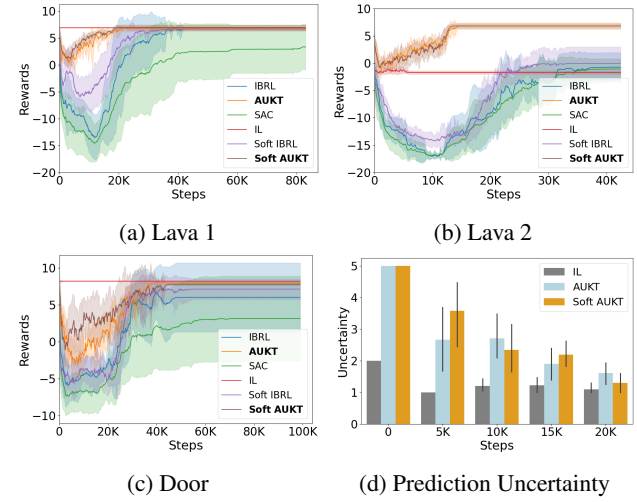 10
5
0
−5
−10
−15
−20
Rewards
IBRL
AUKT
SAC
IL
Soft IBRL
Soft AUKT
0 20K 40K 60K 80K
Steps
(a) Lava 1
10
5
0
−5
−10
−15
−20
Rewards
IBRL
AUKT
SAC
IL
Soft IBRL
Soft AUKT
0 10K 20K 30K 40K
Steps
(b) Lava 2
10
5
0
−5
−10
Rewards
IBRL
AUKT
SAC
IL
Soft IBRL
Soft AUKT
0 20K 40K 60K 80K 100K
Steps
(c) Door
5
4
3
2
1
0
Uncertainty
IL
AUKT
Soft AUKT
0 5K 10K 15K 20K
Steps
(d) Prediction Uncertainty